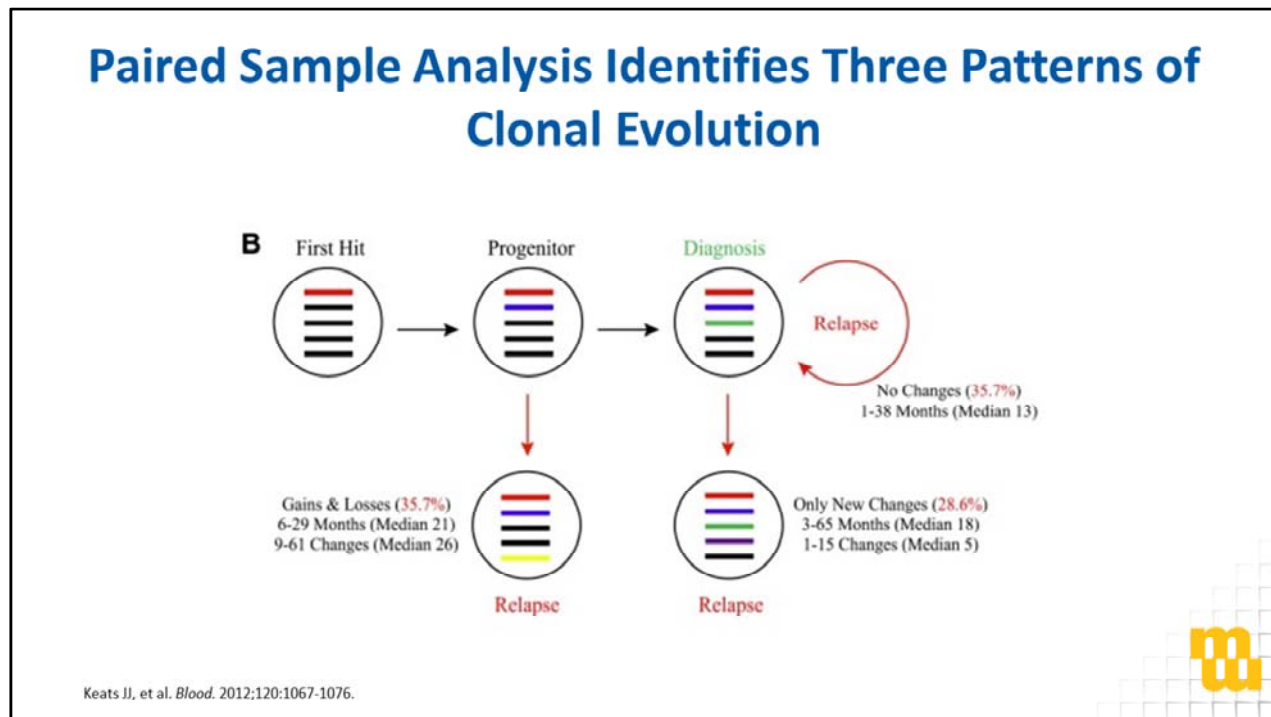 Paired Sample Analysis Identifies Three Patterns of
Clonal Evolution
B
First Hit
Progenitor
Diagnosis
Relapse
No Changes (35.7%)
1-38 Months (Median 13)
Gains & Losses (35.7%)
6-29 Months (Median 21)
9-61 Changes (Median 26)
Relapse
Only New Changes (28.6%)
3-65 Months (Median 18)
1-15 Changes (Median 5)
Relapse
Keats JJ, et al. Blood. 2012;120:1067-1076.